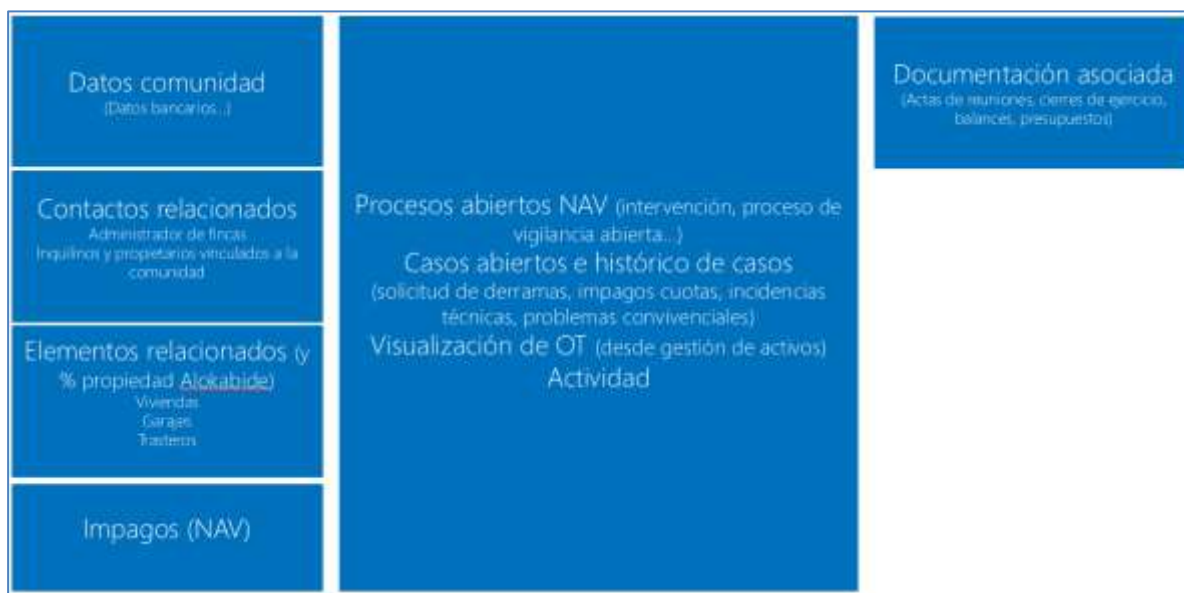 Datos comunidad
(Datos bancarios...)
Contactos relacionados
Administrador de fincas
Inquilinos y propietarios vinculados a la
comunidad
Elementos relacionados (y
% propiedad Alokabide)
Viviendas
Garajes
Trasteros
Impagos (NAV)
Procesos abiertos NAV (intervención, proceso de
vigilancia abierta...)
Casos abiertos e histórico de casos
(solicitud de derramas, impagos cuotas, incidencias
técnicas, problemas convivenciales)
Visualización de OT (desde gestión de activos)
Actividad
Documentación asociada
(Actas de reuniones, cierres de ejercicio,
balances, presupuestos)